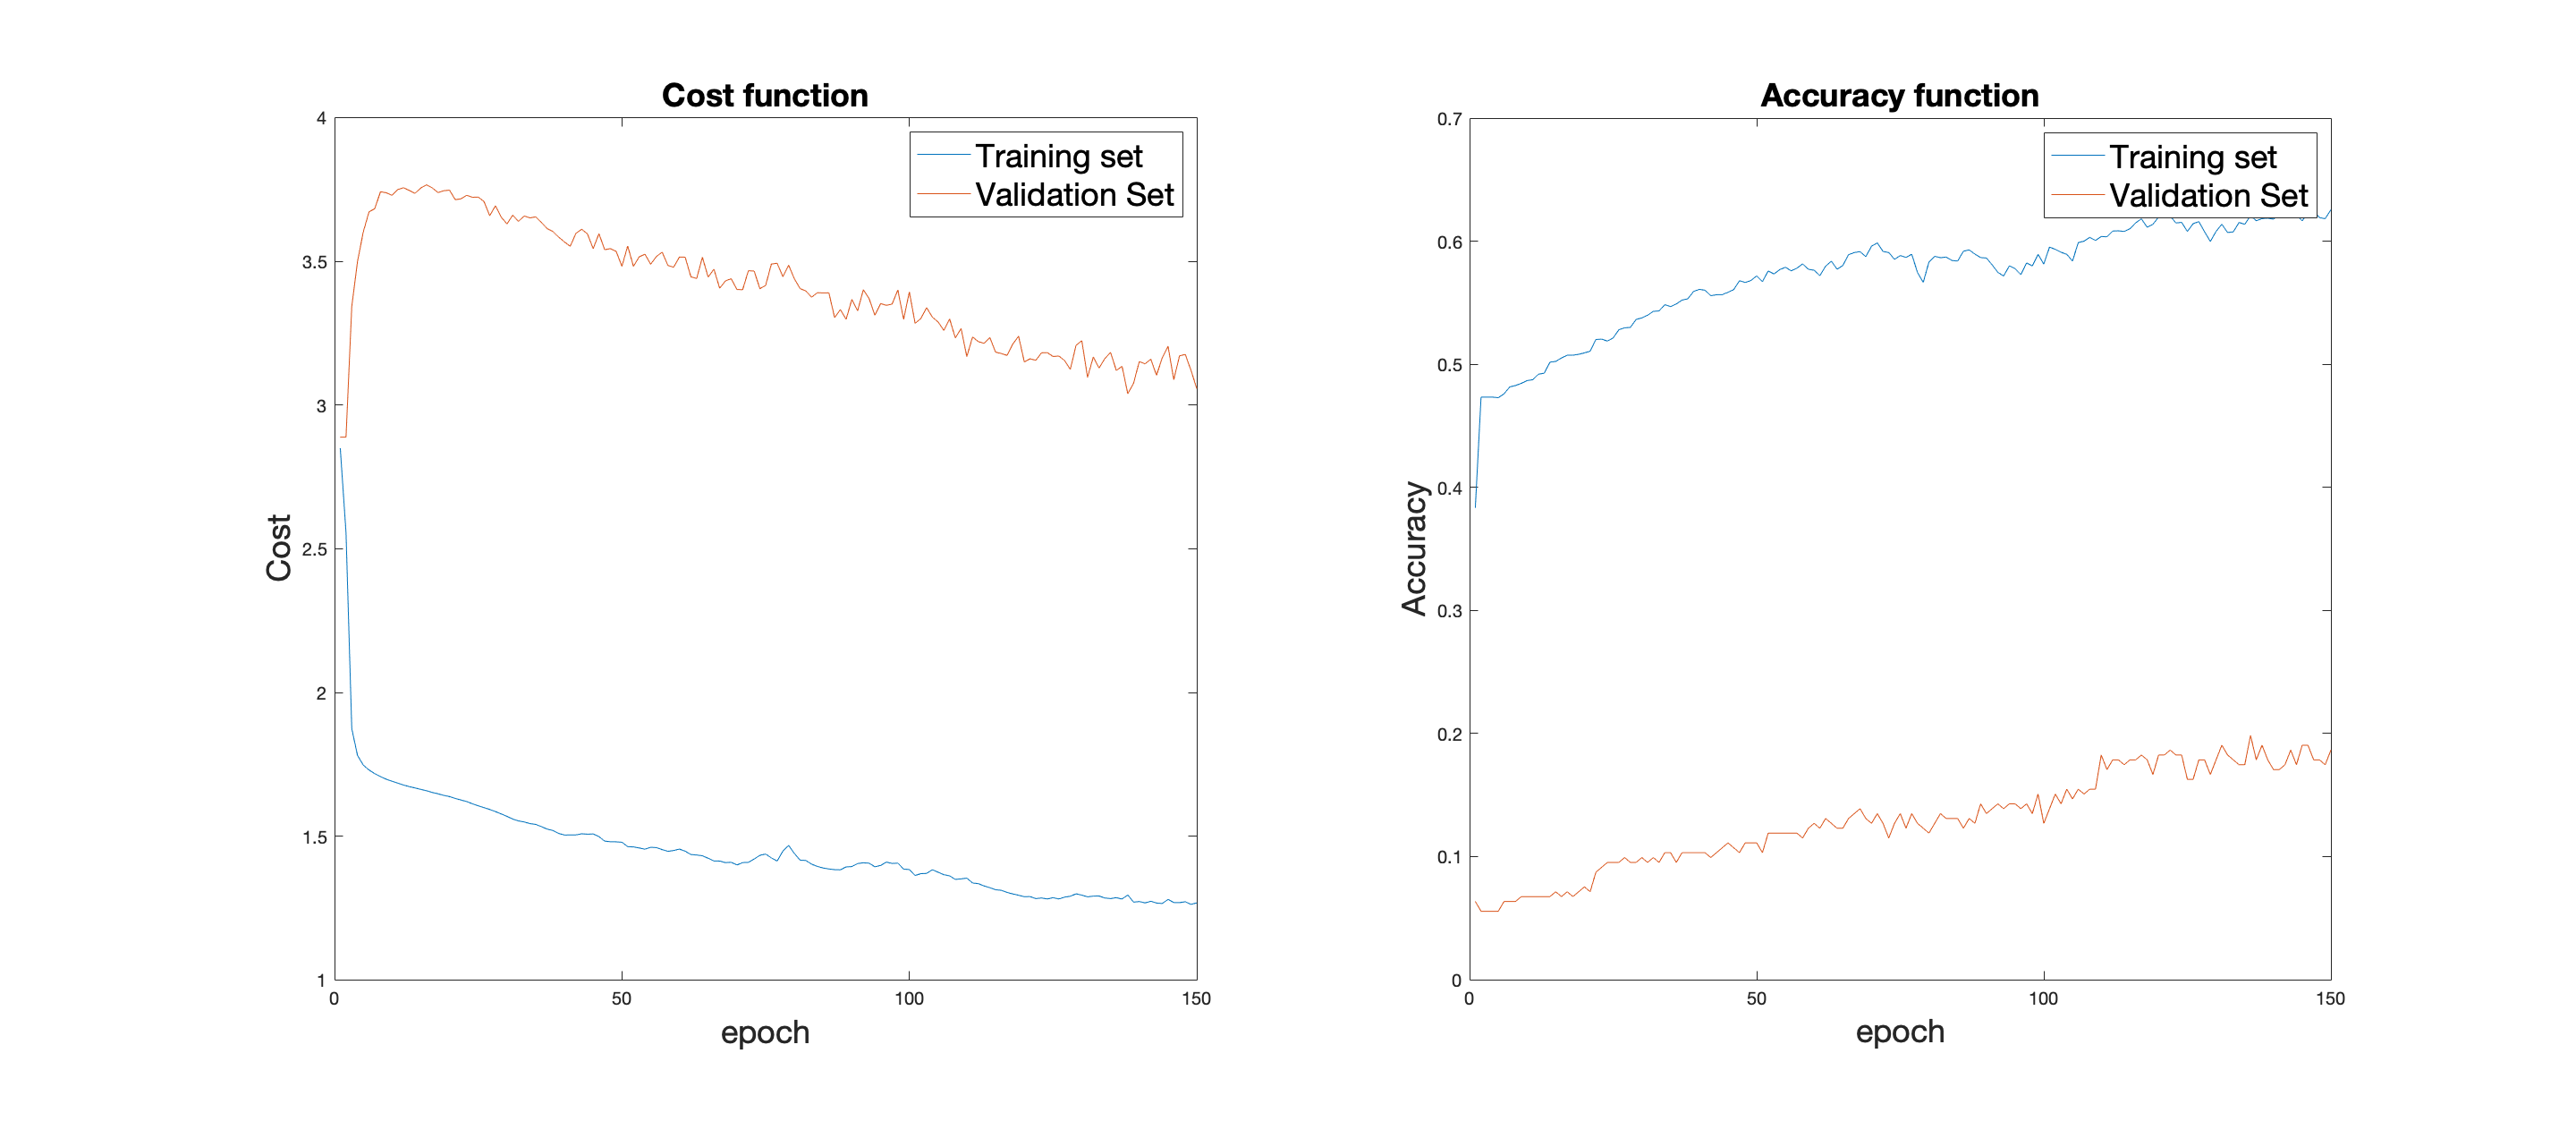 Cost function
4
3.5
3
2.5
2
1.5
1
Cost
0 50 100 150
epoch
Training set
Validation Set
Accuracy function
0.7
0.6
0.5
0.4
0.3
0.2
0.1
0
Accuracy
0 50 100 150
epoch
Training set
Validation Set